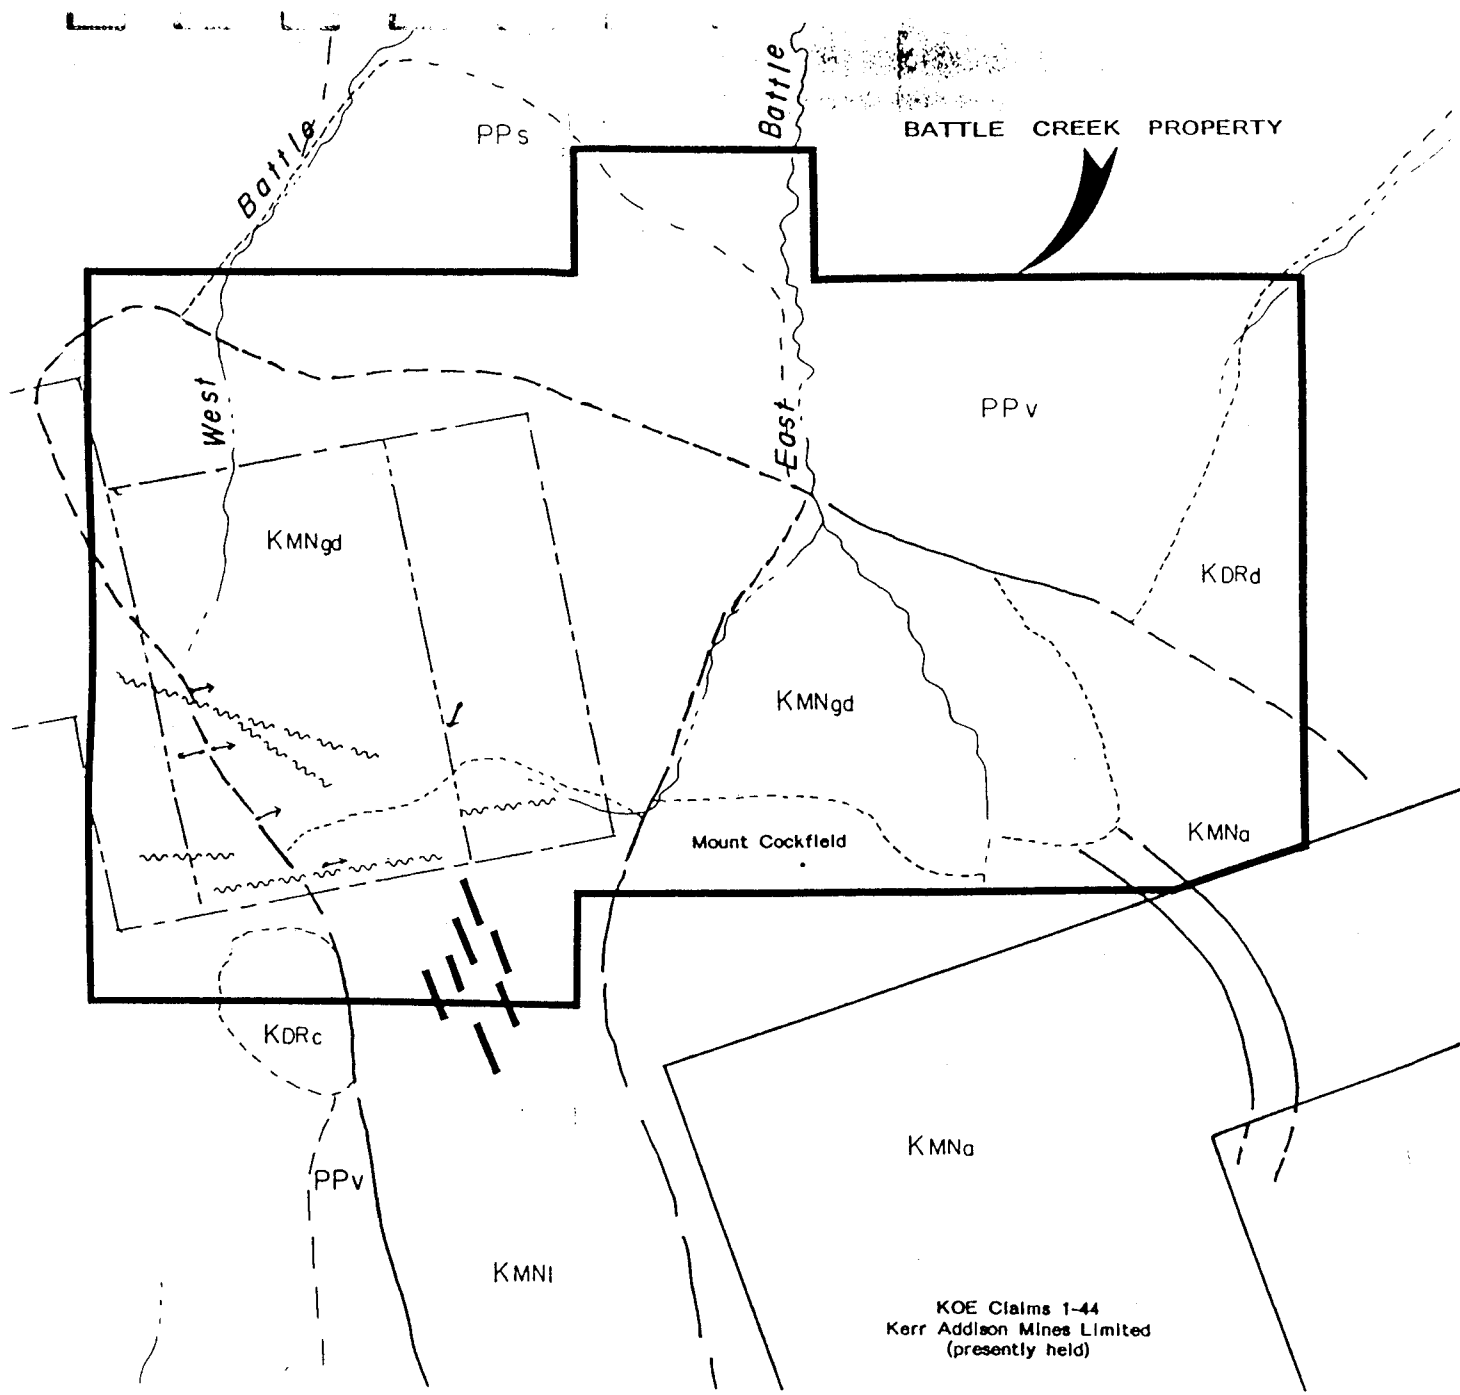 BATTLE CREEK PROPERTY
PPs
Battle
Battle
West
East
PPv
KMNgd
KDRd
KMNgd
KMNa
Mount Cockfield
KDRc
KMNa
PPv
KMNl
KOE Claims 1-44
Kerr Addison Mines Limited
(presently held)